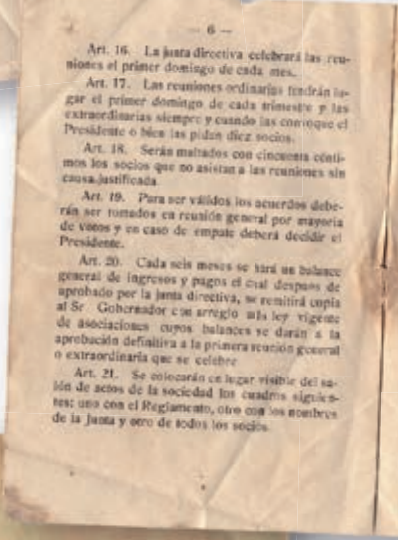 — 6 —
Art. 16. La junta directiva celebrará las reu-
niones el primer domingo de cada mes.
Art. 17. Las reuniones ordinarias tendrán lu-
gar el primer domingo de cada trimestre y las
extraordinarias siempre y cuando las convoque el
Presidente o bien las pidan diez socios.
Art. 18. Serán multados con cincuenta cénti-
mos los socios que no asistan a las reuniones sin
causa justificada
Art. 19. Para ser válidos los acuerdos debe-
rán ser tomados en reunión general por mayoría
de votos y en caso de empate deberá decidir el
Presidente.
Art. 20. Cada seis meses se hará un balance
general de ingresos y pagos el cual después de
aprobado por la junta directiva, se remitirá copia
al Sr Gobernador con arreglo a la ley vigente
de asociaciones cuyos balances se darán a la
aprobación definitiva a la primera reunión general
o extraordinaria que se celebre
Art. 21. Se colocarán en lugar visible del sa-
lón de actos de la sociedad los cuadros siguien-
tes: uno con el Reglamento, otro con los nombres
de la Junta y otro de todos los socios.